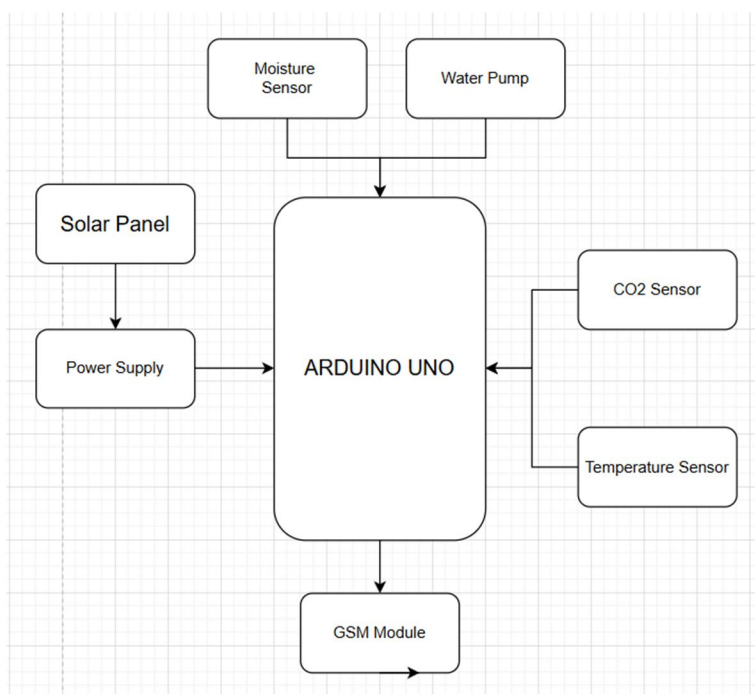 Moisture
Sensor
Water Pump
Solar Panel
CO2 Sensor
Power Supply
ARDUINO UNO
Temperature Sensor
GSM Module